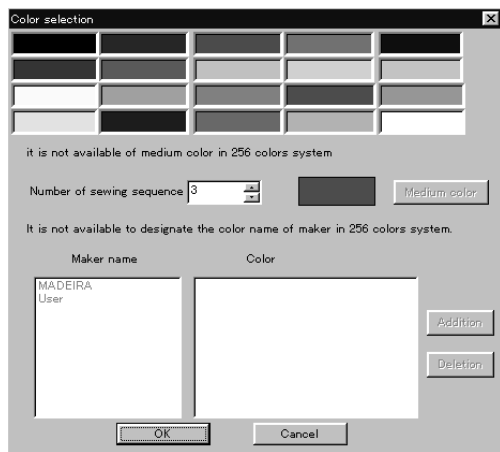 Color selection
it is not available of medium color in 256 colors system
Number of sewing sequence 3 Medium color
It is not available to designate the color name of maker in 256 colors system.
Maker name Color
MADEIRA
User
Addition
Deletion
OK Cancel